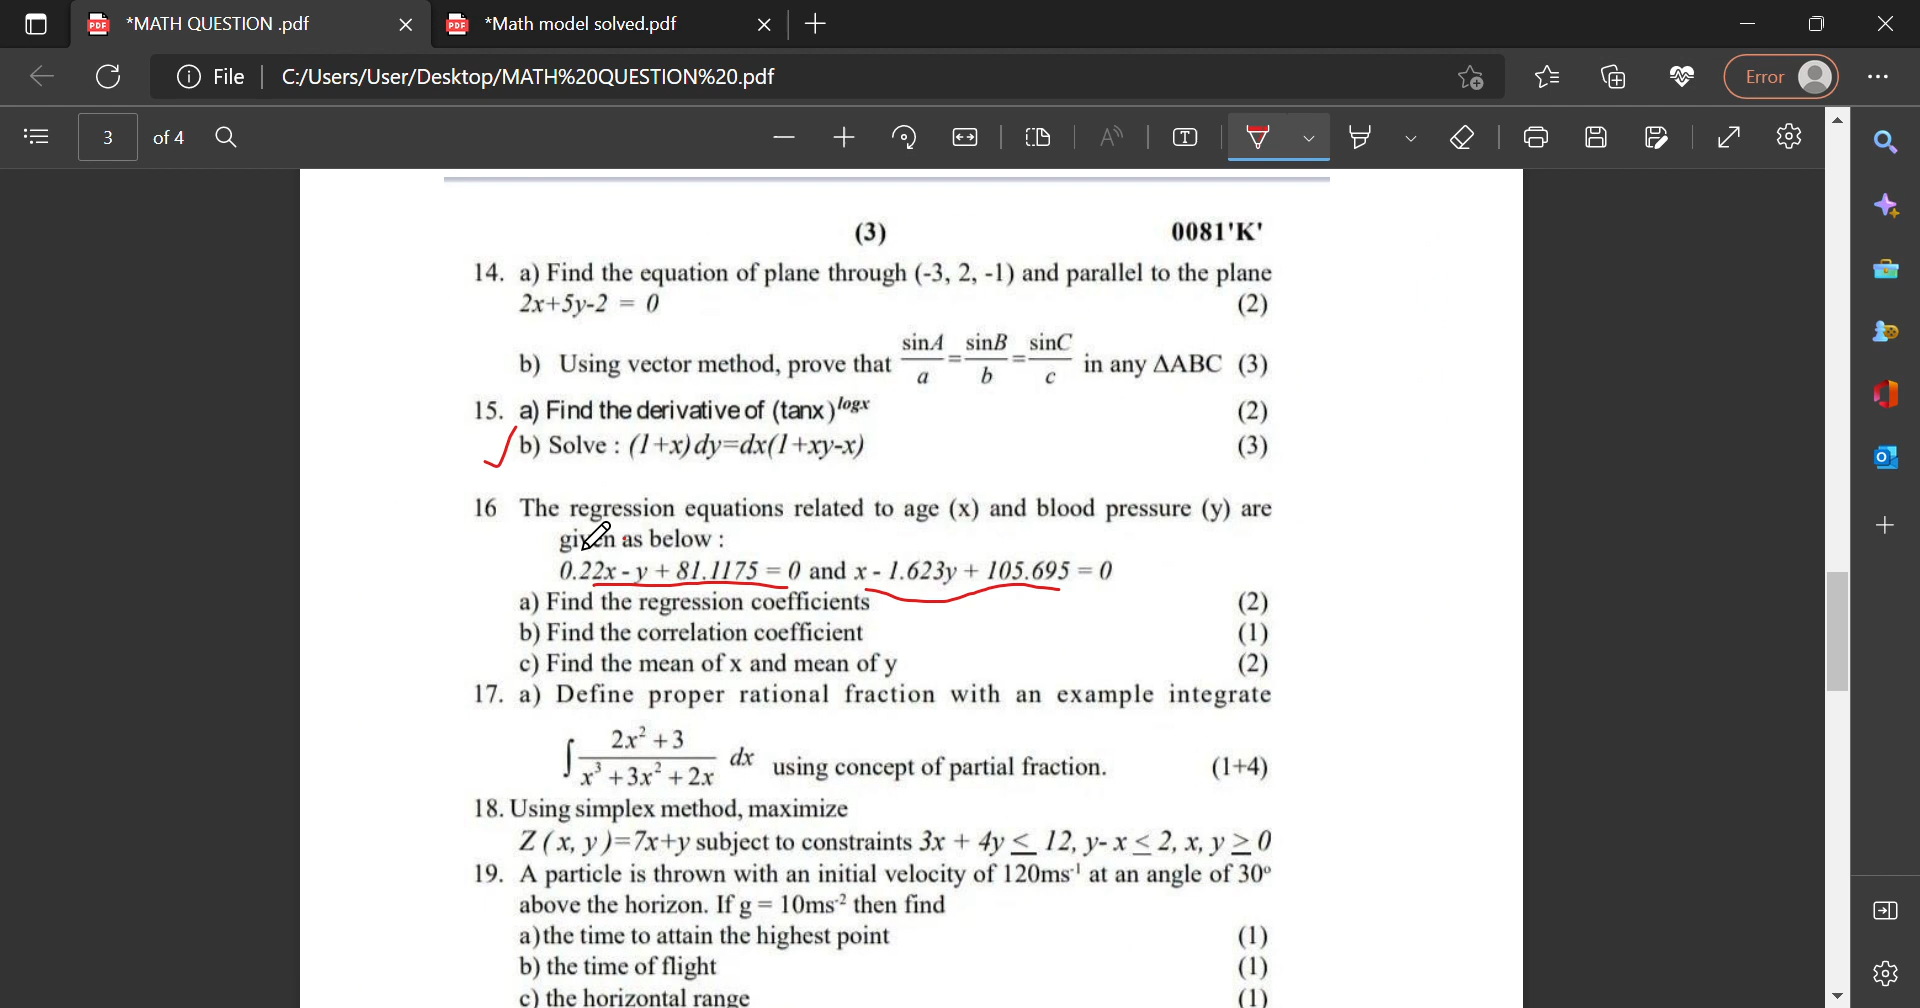 *MATH QUESTION .pdf
*Math model solved.pdf
File
C:/Users/User/Desktop/MATH%20QUESTION%20.pdf
Error
3 of 4
(3) 0081'K'
14. a) Find the equation of plane through (-3, 2, -1) and parallel to the plane
2x+5y-2 = 0 (2)
b) Using vector method, prove that sinA/a = sinB/b = sinC/c in any ΔABC (3)
15. a) Find the derivative of (tanx)^logx (2)
b) Solve : (1+x)dy=dx(1+xy-x) (3)
16 The regression equations related to age (x) and blood pressure (y) are
given as below :
0.22x - y + 81.1175 = 0 and x - 1.623y + 105.695 = 0
a) Find the regression coefficients (2)
b) Find the correlation coefficient (1)
c) Find the mean of x and mean of y (2)
17. a) Define proper rational fraction with an example integrate
∫ (2x² + 3)/(x³ + 3x² + 2x) dx using concept of partial fraction. (1+4)
18. Using simplex method, maximize
Z (x, y)=7x+y subject to constraints 3x + 4y ≤ 12, y- x ≤ 2, x, y ≥ 0
19. A particle is thrown with an initial velocity of 120ms⁻¹ at an angle of 30°
above the horizon. If g = 10ms⁻² then find
a)the time to attain the highest point (1)
b) the time of flight (1)
c) the horizontal range (1)